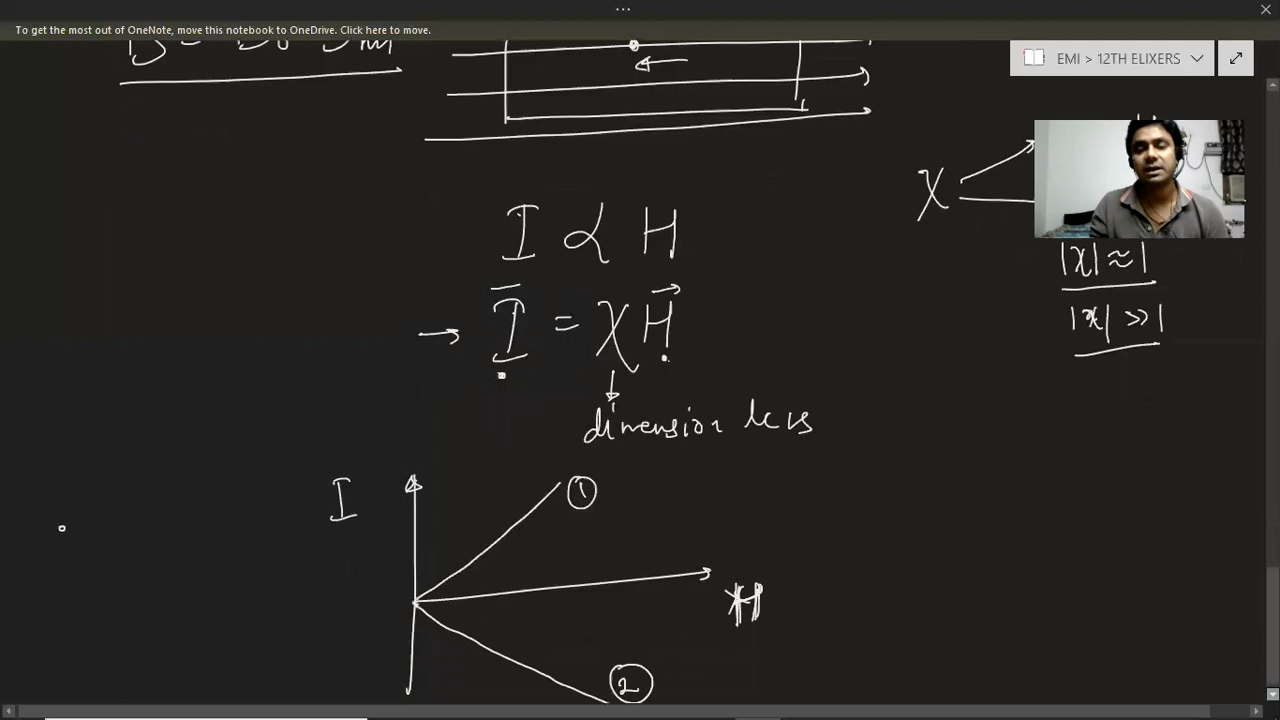 To get the most out of OneNote, move this notebook to OneDrive. Click here to move.
EMI > 12TH ELIXERS
χ
I α H
|χ| ≈ 1
I = χ H
|χ| >> 1
dimension less
I
1
H
2